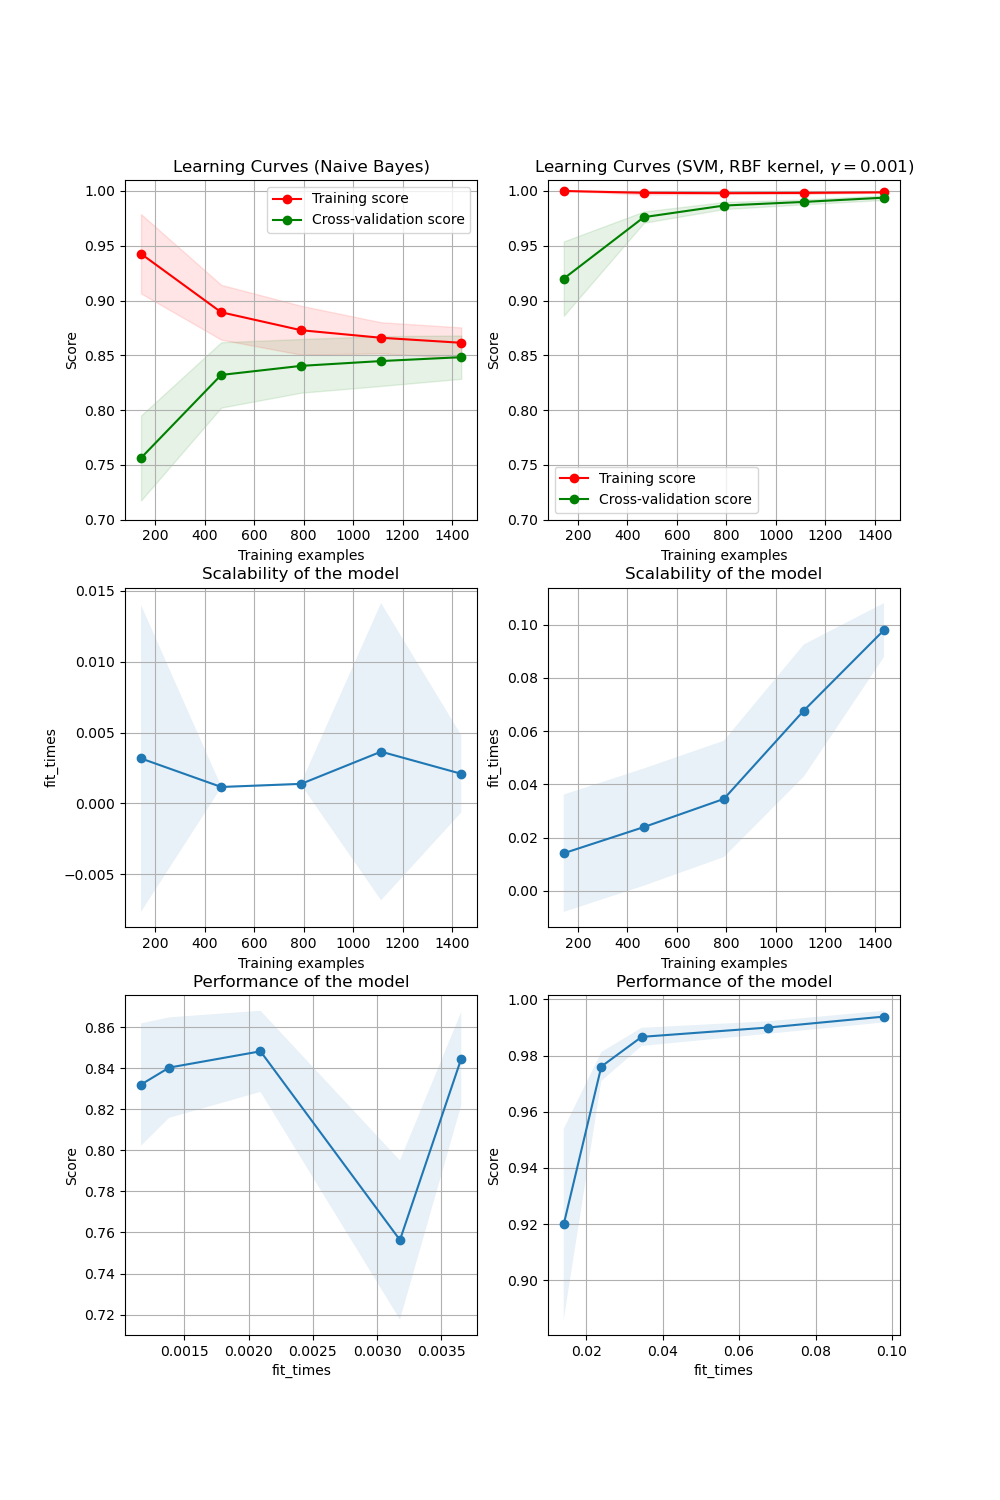 Learning Curves (Naive Bayes)
1.00
0.95
0.90
0.85
0.80
0.75
0.70
Score
Training score
Cross-validation score
200 400 600 800 1000 1200 1400
Training examples
Learning Curves (SVM, RBF kernel, γ = 0.001)
1.00
0.95
0.90
0.85
0.80
0.75
0.70
Score
Training score
Cross-validation score
200 400 600 800 1000 1200 1400
Training examples
Scalability of the model
0.015
0.010
0.005
0.000
−0.005
fit_times
200 400 600 800 1000 1200 1400
Training examples
Scalability of the model
0.10
0.08
0.06
0.04
0.02
0.00
fit_times
200 400 600 800 1000 1200 1400
Training examples
Performance of the model
0.86
0.84
0.82
0.80
0.78
0.76
0.74
0.72
Score
0.0015 0.0020 0.0025 0.0030 0.0035
fit_times
Performance of the model
1.00
0.98
0.96
0.94
0.92
0.90
Score
0.02 0.04 0.06 0.08 0.10
fit_times